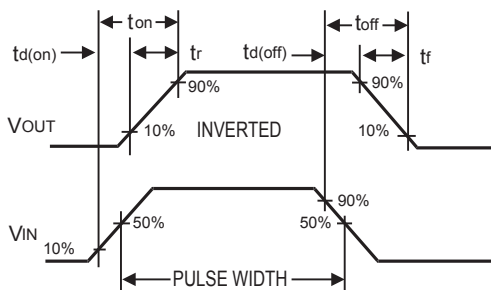 ton
toff
td(on)
tr
td(off)
tf
90%
90%
VOUT
10%
INVERTED
10%
90%
VIN
10%
50%
50%
PULSE WIDTH